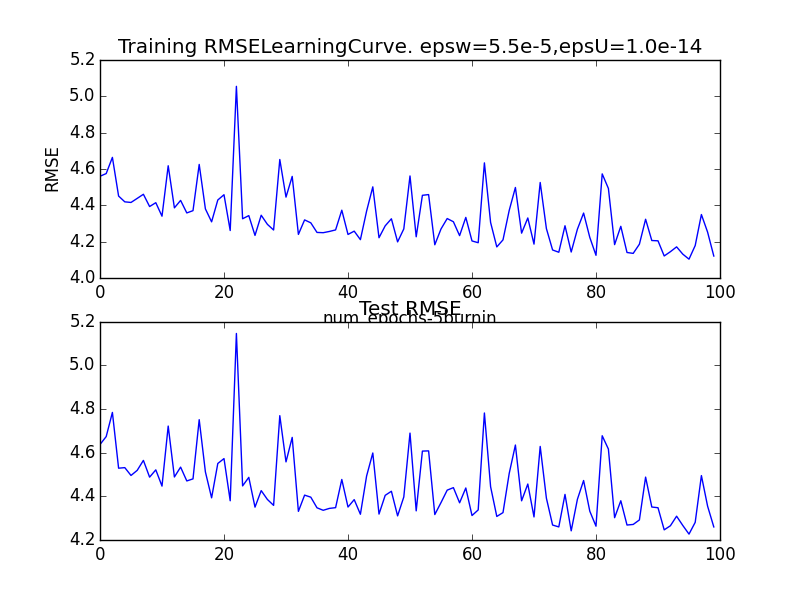 Training RMSELearningCurve. epsw=5.5e-5,epsU=1.0e-14
5.2
5.0
4.8
4.6
4.4
4.2
4.0
RMSE
0 20 40 60 80 100
num_epochs-5burnin
Test RMSE
5.2
5.0
4.8
4.6
4.4
4.2
0 20 40 60 80 100